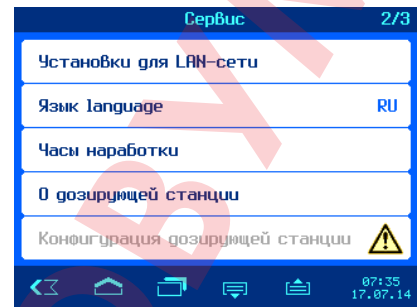 Сервис 2/3
Установки для LAN-сети
Язык language RU
Часы наработки
О дозирующей станции
Конфигурация дозирующей станции
07:35
17.07.14